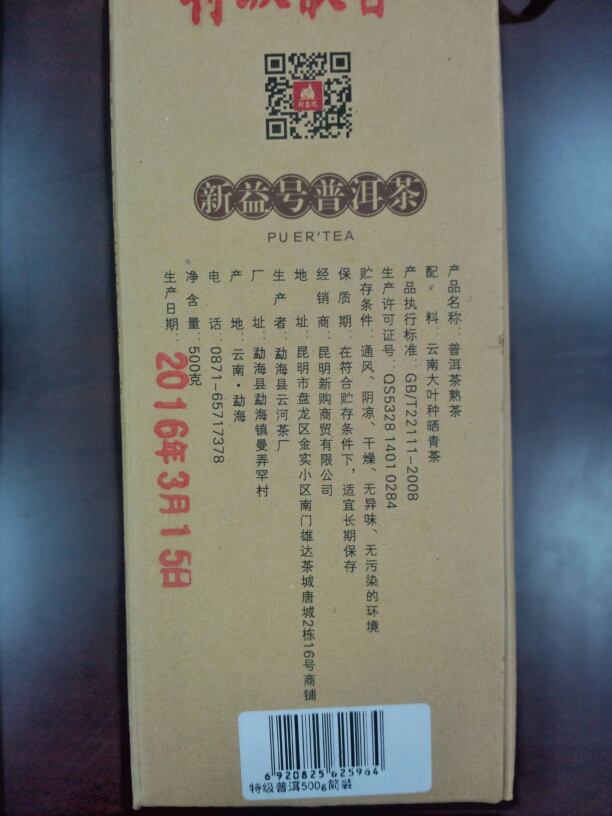 新益号普洱茶
PU ER'TEA
产品名称：普洱茶熟茶
配 料：云南大叶种晒青茶
产品执行标准：GB/T22111-2008
生产许可证号：QS5328 1401 0284
贮存条件：通风、阴凉、干燥、无异味、无污染的环境
保质期：在符合贮存条件下，适宜长期保存
经销商：昆明新购商贸有限公司
地 址：昆明市盘龙区金实小区南门雄达茶城唐城2栋16号商铺
生产者：勐海县云河茶厂
厂 址：勐海县勐海镇曼弄罕村
产 地：云南·勐海
电 话：0871-65717378
净含量：500克
生产日期：
2016年3月15日
6 920825 625964
特级普洱500g简装